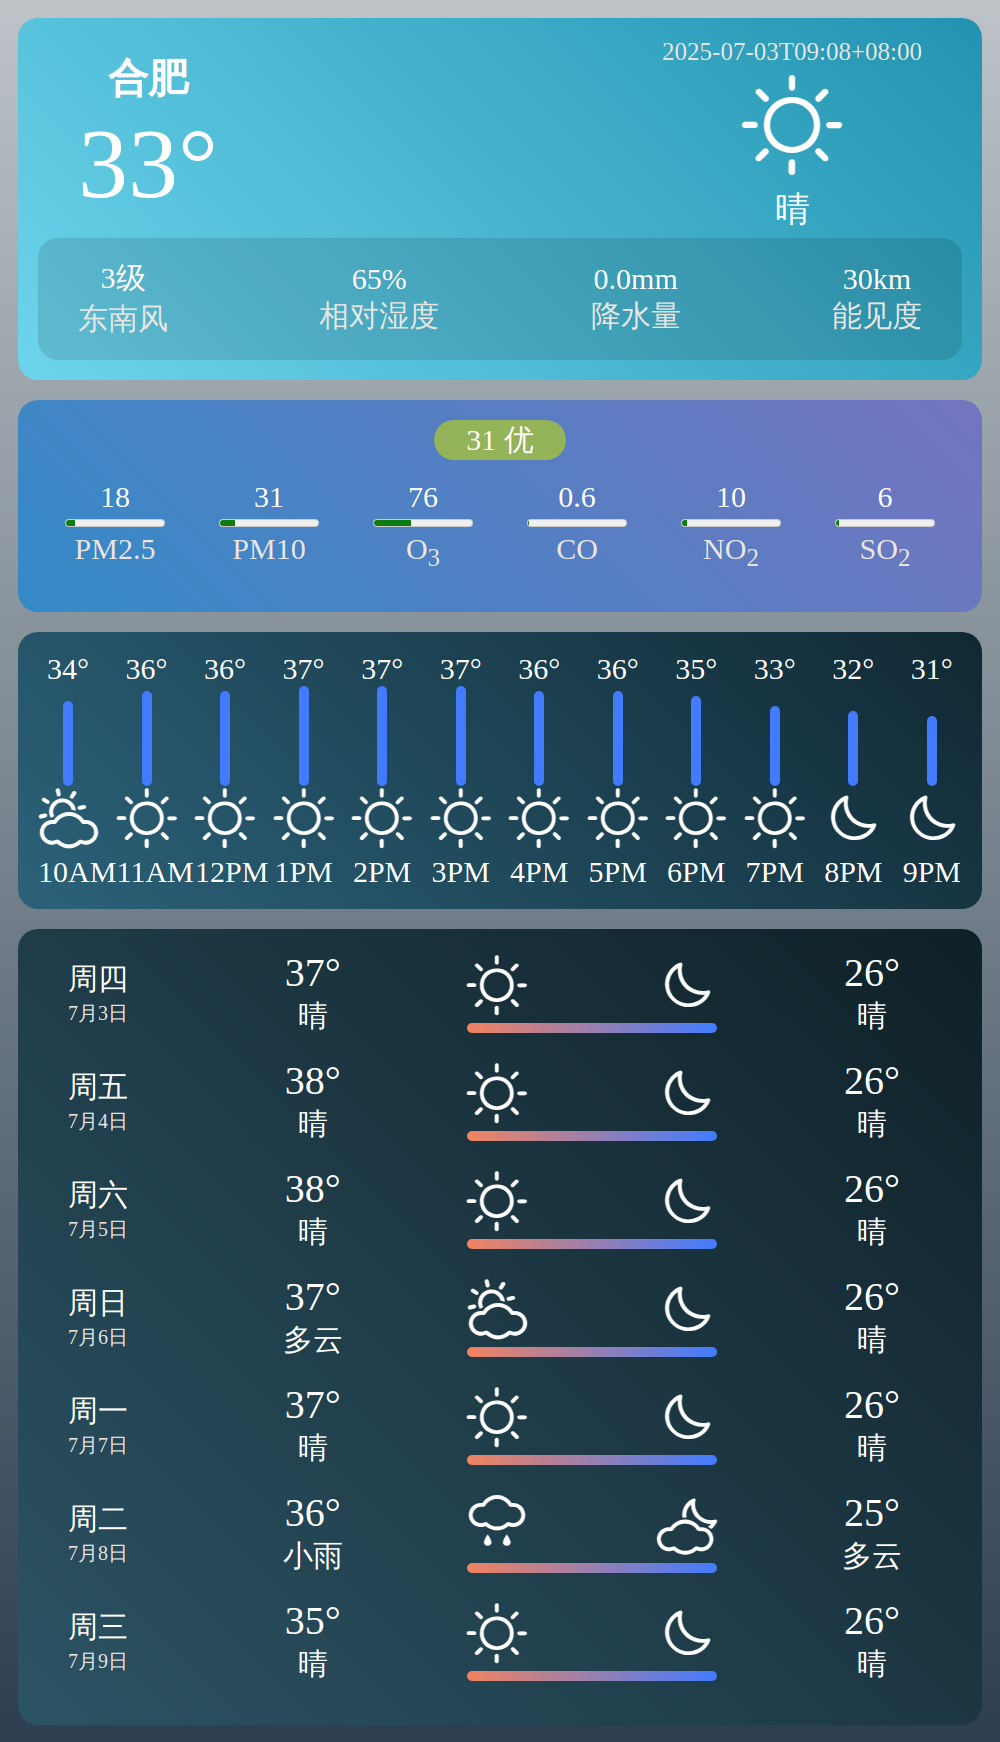 合肥
2025-07-03T09:08+08:00
33°
晴
3级 65% 0.0mm 30km
东南风 相对湿度 降水量 能见度
31 优
18 31 76 0.6 10 6
PM2.5 PM10 O3 CO NO2 SO2
34° 36° 36° 37° 37° 37° 36° 36° 35° 33° 32° 31°
10AM 11AM 12PM 1PM 2PM 3PM 4PM 5PM 6PM 7PM 8PM 9PM
周四 37° 26°
7月3日 晴 晴
周五 38° 26°
7月4日 晴 晴
周六 38° 26°
7月5日 晴 晴
周日 37° 26°
7月6日 多云 晴
周一 37° 26°
7月7日 晴 晴
周二 36° 25°
7月8日 小雨 多云
周三 35° 26°
7月9日 晴 晴